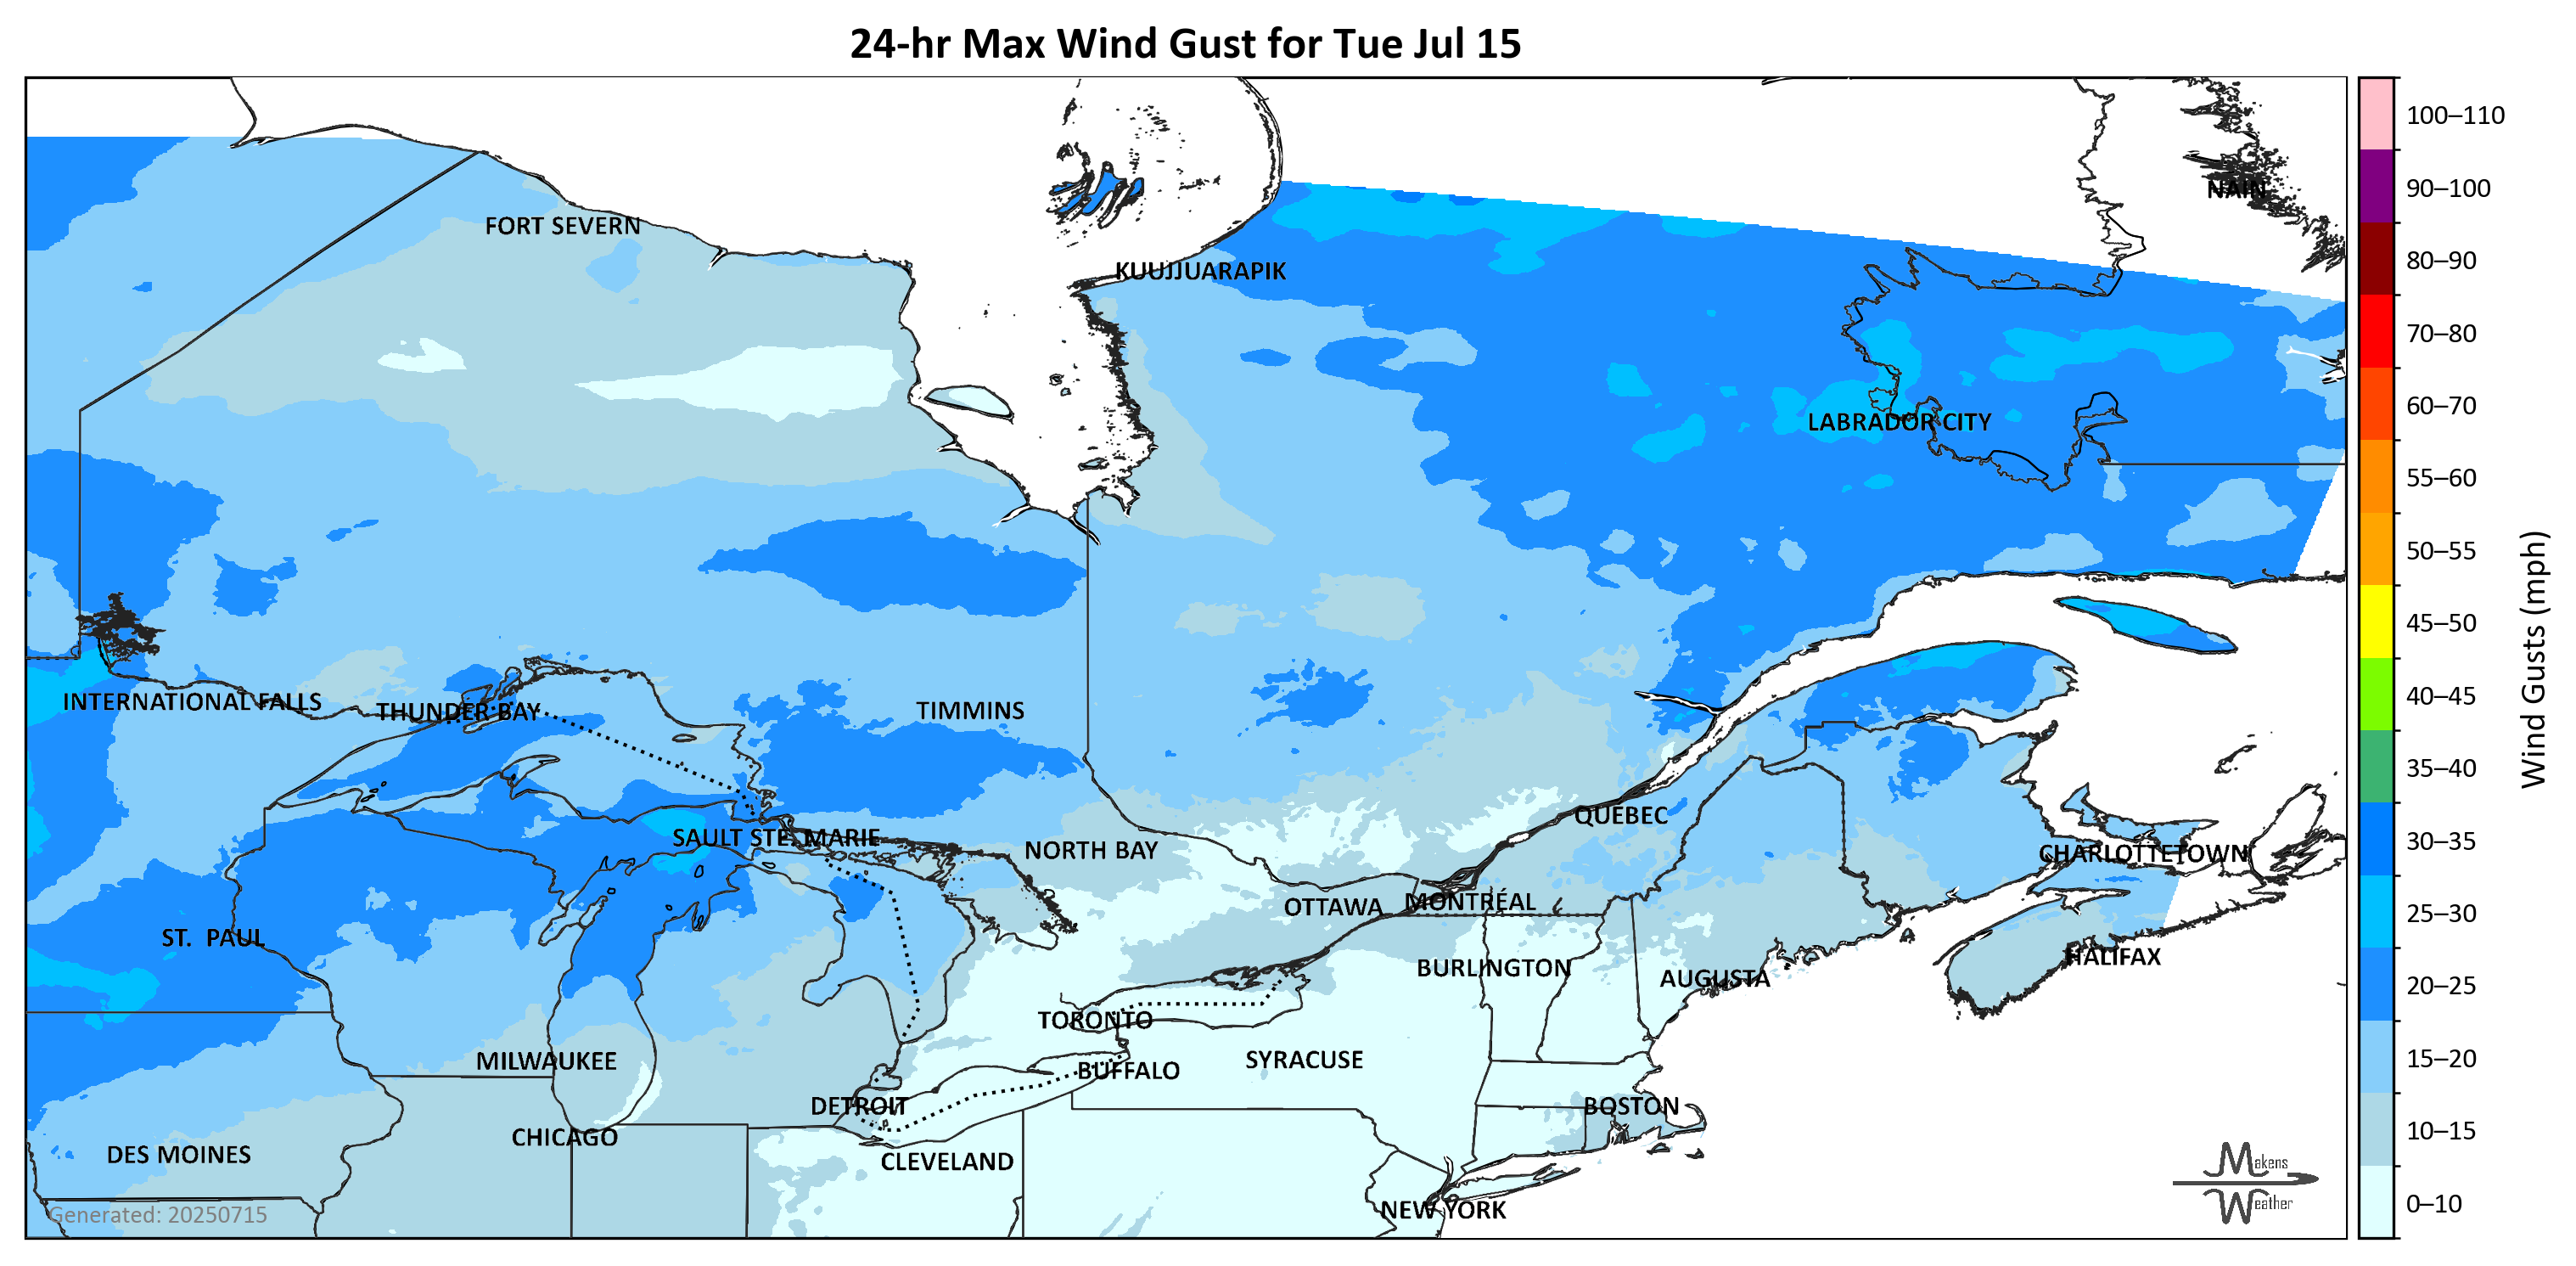 24-hr Max Wind Gust for Tue Jul 15
100–110
90–100
NAIN
FORT SEVERN
80–90
KUUJJUARAPIK
70–80
60–70
LABRADOR CITY
55–60
50–55
45–50
Wind Gusts (mph)
40–45
INTERNATIONAL FALLS
THUNDER BAY
TIMMINS
35–40
QUÉBEC
SAULT STE. MARIE
30–35
NORTH BAY
CHARLOTTETOWN
MONTRÉAL
OTTAWA
25–30
ST. PAUL
HALIFAX
BURLINGTON
AUGUSTA
20–25
TORONTO
SYRACUSE
MILWAUKEE
15–20
BUFFALO
DETROIT
BOSTON
10–15
CHICAGO
DES MOINES
CLEVELAND
Makens
Weather
0–10
NEW YORK
Generated: 20250715